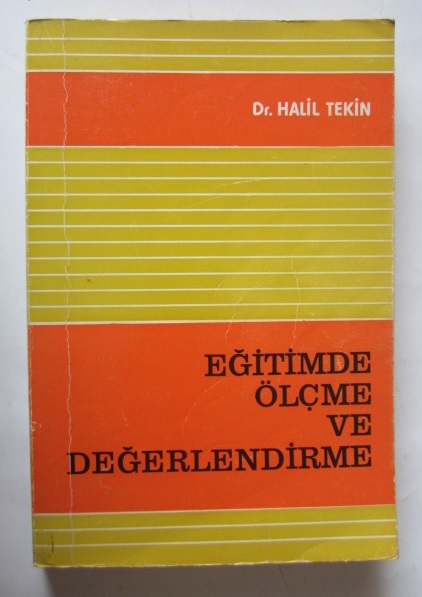 Dr. HALİL TEKİN
EĞİTİMDE
ÖLÇME
VE
DEĞERLENDİRME